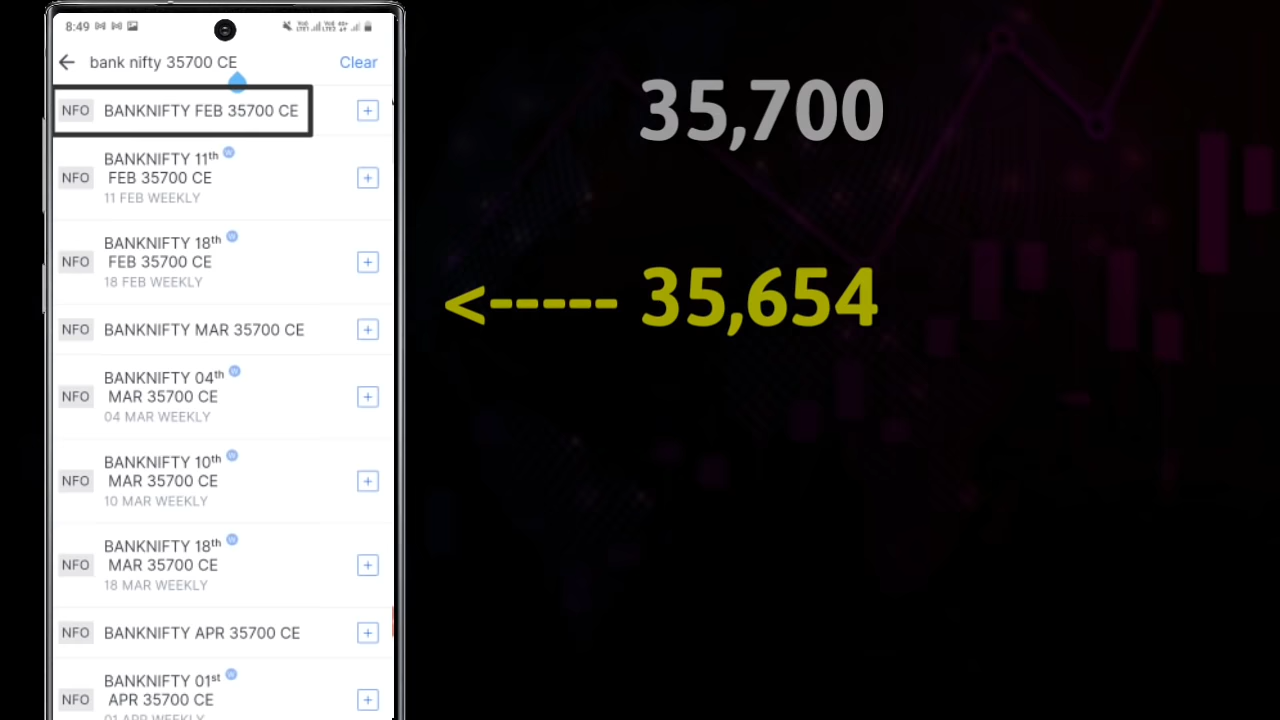 8:49
bank nifty 35700 CE
Clear
NFO BANKNIFTY FEB 35700 CE +
BANKNIFTY 11th W
NFO FEB 35700 CE +
11 FEB WEEKLY
BANKNIFTY 18th W
NFO FEB 35700 CE +
18 FEB WEEKLY
NFO BANKNIFTY MAR 35700 CE +
BANKNIFTY 04th W
NFO MAR 35700 CE +
04 MAR WEEKLY
BANKNIFTY 10th W
NFO MAR 35700 CE +
10 MAR WEEKLY
BANKNIFTY 18th W
NFO MAR 35700 CE +
18 MAR WEEKLY
NFO BANKNIFTY APR 35700 CE +
BANKNIFTY 01st W
NFO APR 35700 CE +
01 APR WEEKLY
35,700
<----- 35,654